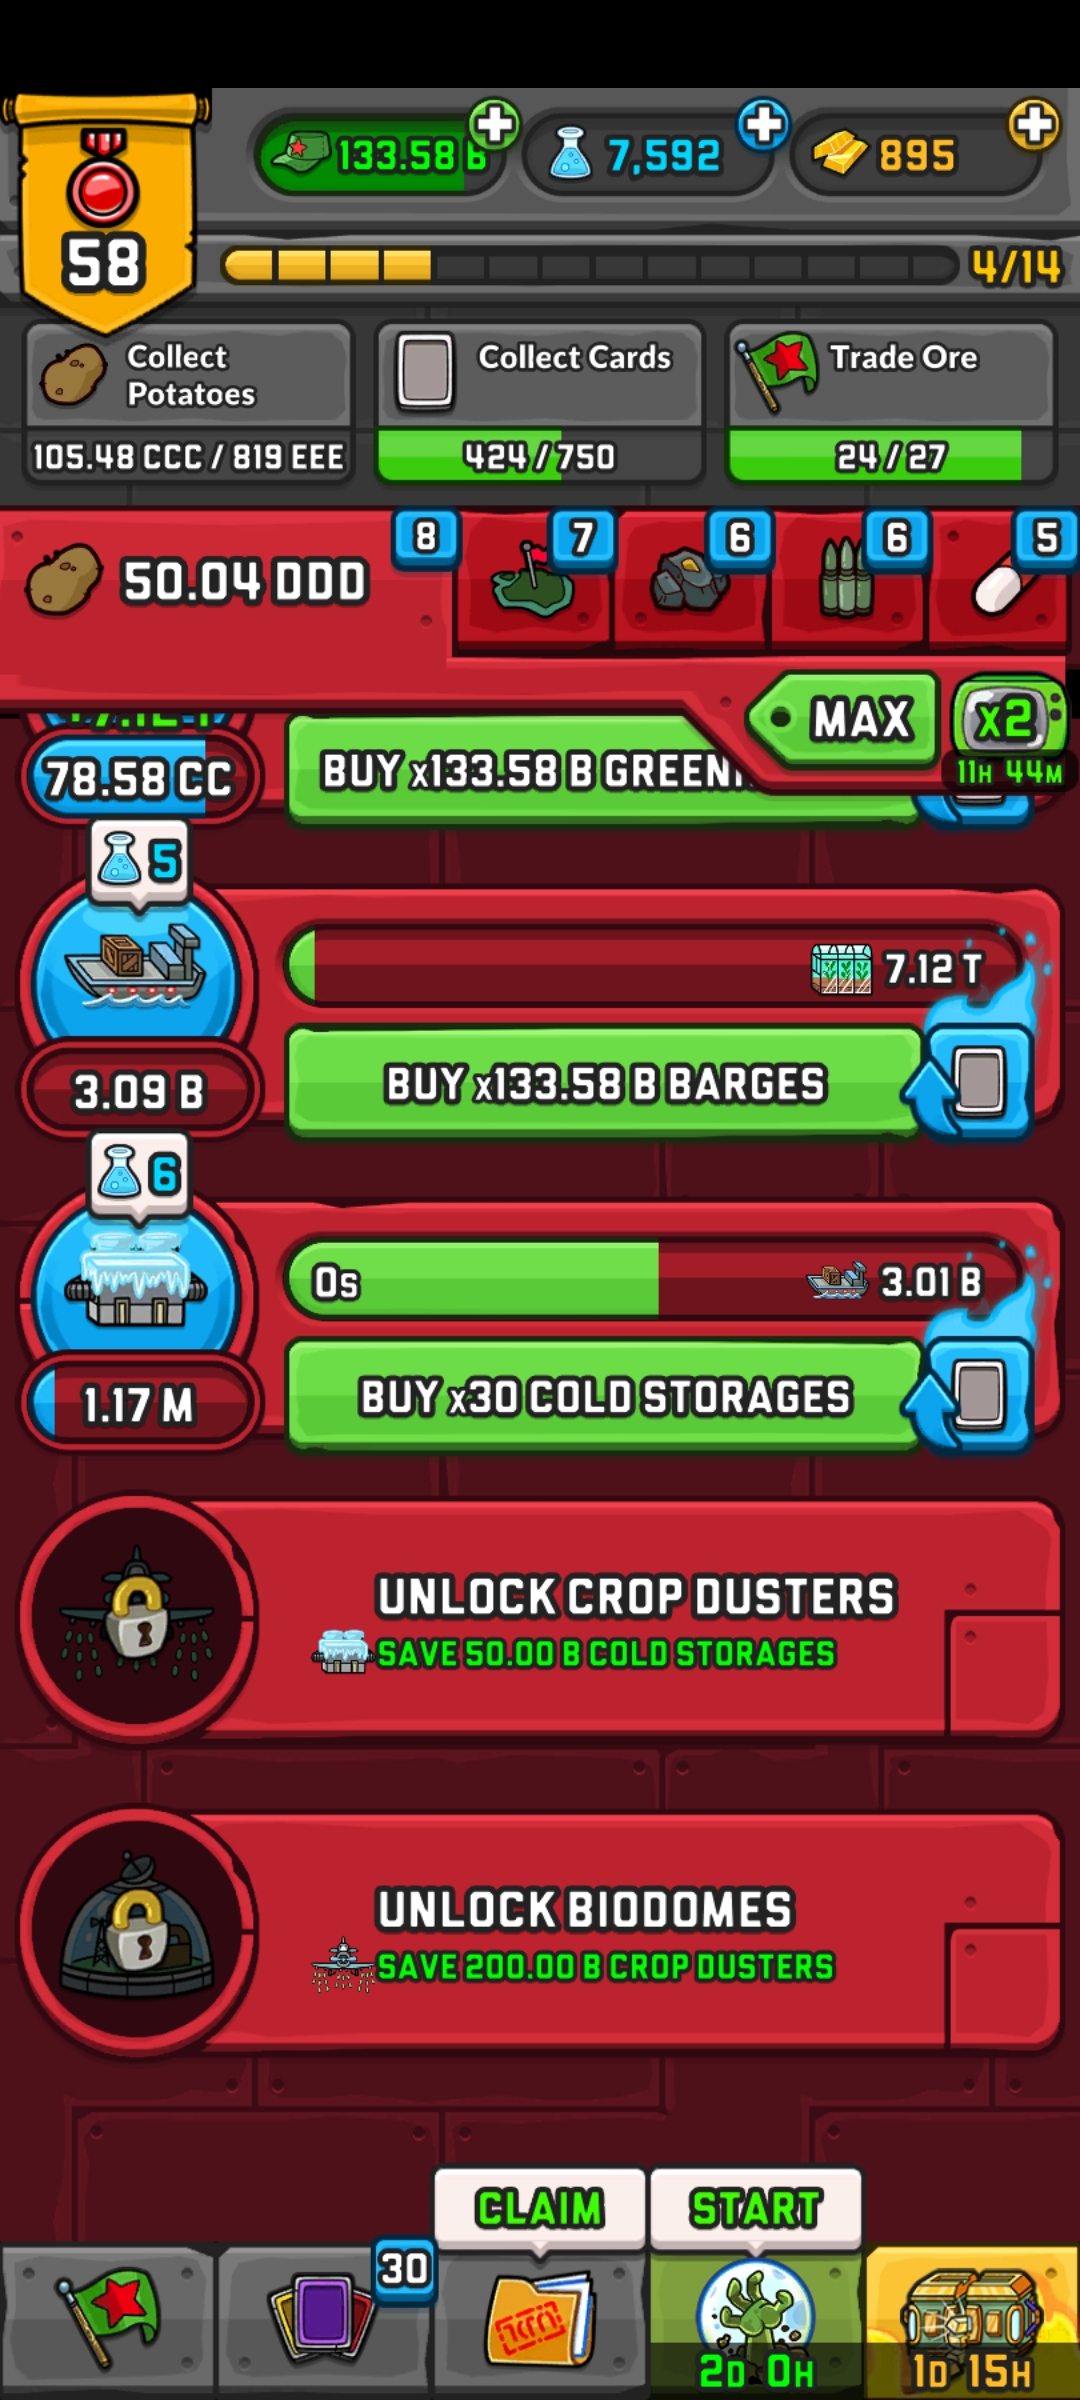 58
133.58 B
7,592
895
4/14
Collect Potatoes
105.48 CCC / 819 EEE
Collect Cards
424 / 750
Trade Ore
24 / 27
50.04 DDD
8
7
6
6
5
MAX
x2
11H 44M
78.58 CC
BUY x133.58 B
5
7.12 T
3.09 B
BUY x133.58 B BARGES
6
0s
3.01 B
1.17 M
BUY x30 COLD STORAGES
UNLOCK CROP DUSTERS
SAVE 50.00 B COLD STORAGES
UNLOCK BIODOMES
SAVE 200.00 B CROP DUSTERS
CLAIM
START
30
2D 0H
1D 15H